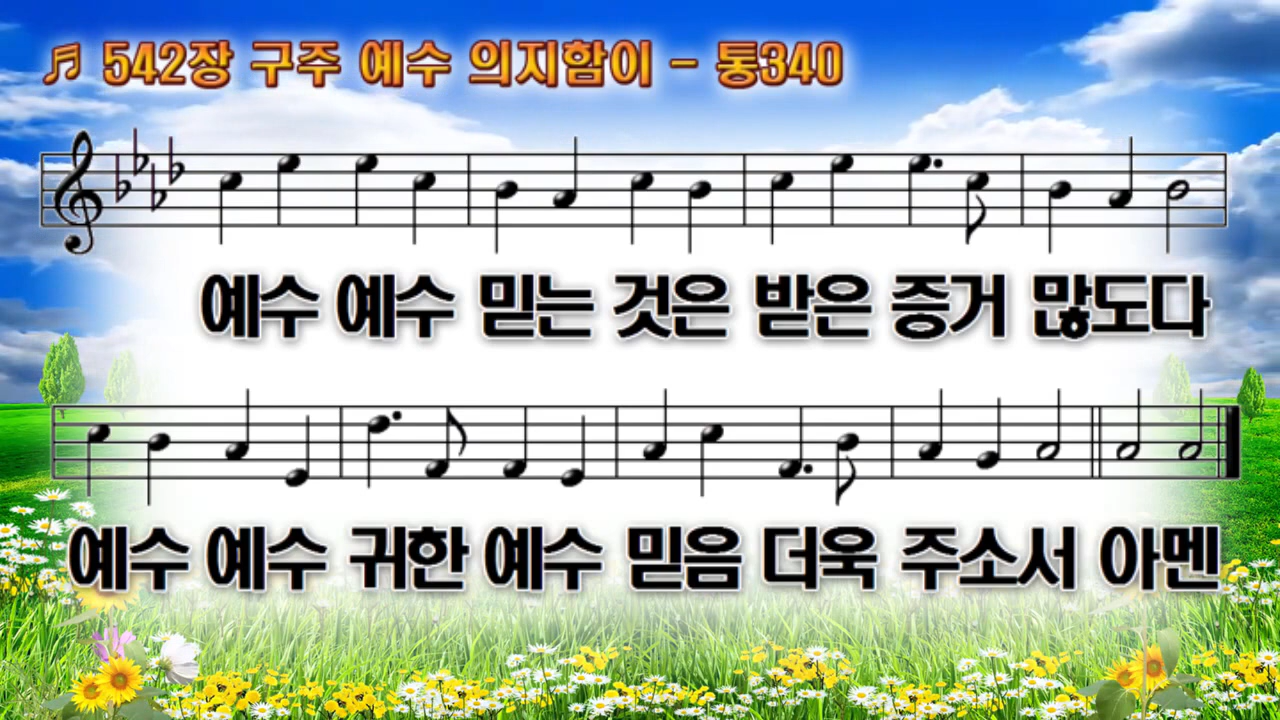 ♬ 542장 구주 예수 의지함이 - 통340
예수 예수 믿는 것은 받은 증거 많도다
예수 예수 귀한 예수 믿음 더욱 주소서 아멘